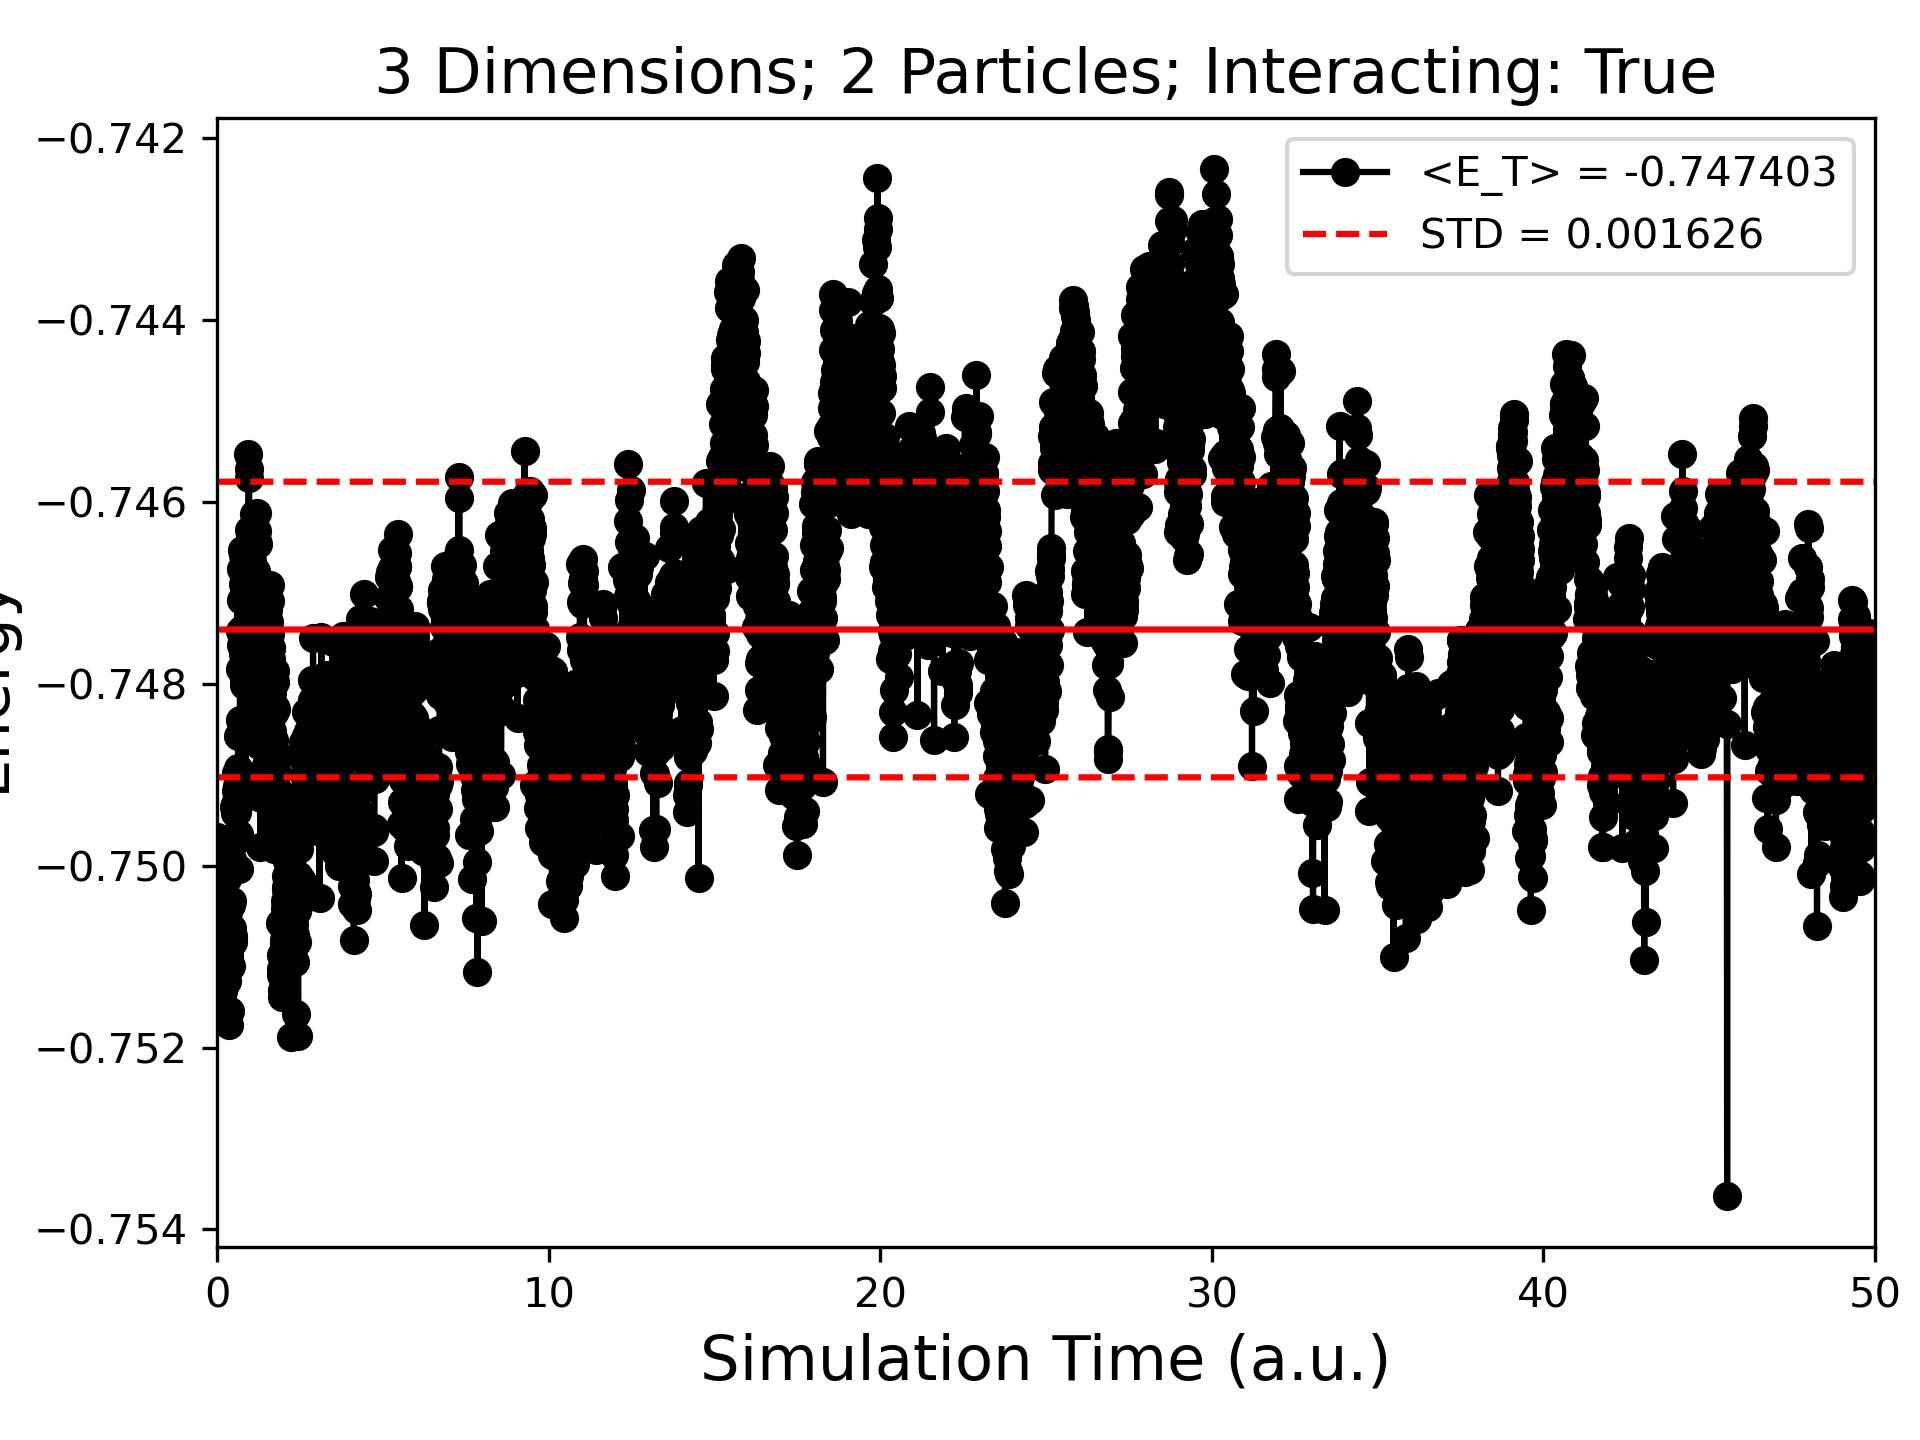 3 Dimensions; 2 Particles; Interacting: True
−0.742
−0.744
−0.746
−0.748
−0.750
−0.752
−0.754
<E_T> = -0.747403
STD = 0.001626
Energy
0 10 20 30 40 50
Simulation Time (a.u.)